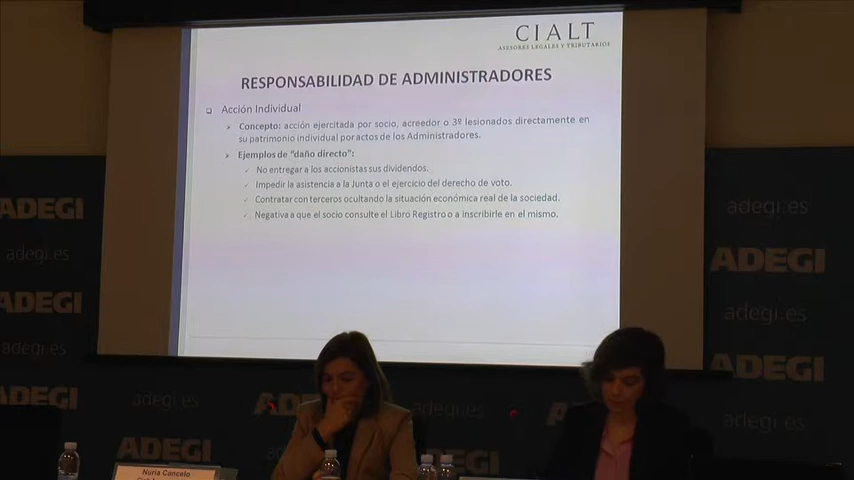 CIALT
ASESORES LEGALES Y TRIBUTARIOS
RESPONSABILIDAD DE ADMINISTRADORES
Acción Individual
Concepto: acción ejercitada por socio, acreedor o 3º lesionados directamente en
su patrimonio individual poractos de los Administradores.
Ejemplos de "daño directo":
No entregar a los accionistas sus dividendos.
Impedir la asistencia a la Junta o el ejercicio del derecho de voto.
Contratar con terceros ocultando la situación económica real de la sociedad.
Negativa a que el socio consulte el Libro Registro o a inscribirle en el mismo.
ADEGI
adegi.es
ADEGI
adegi.es
ADEGI
adegi.es
ADEGI
adegi.es
adegi.es
ADEGI
adegi.es
ADEGI
adegi.es
Nuria Cancelo